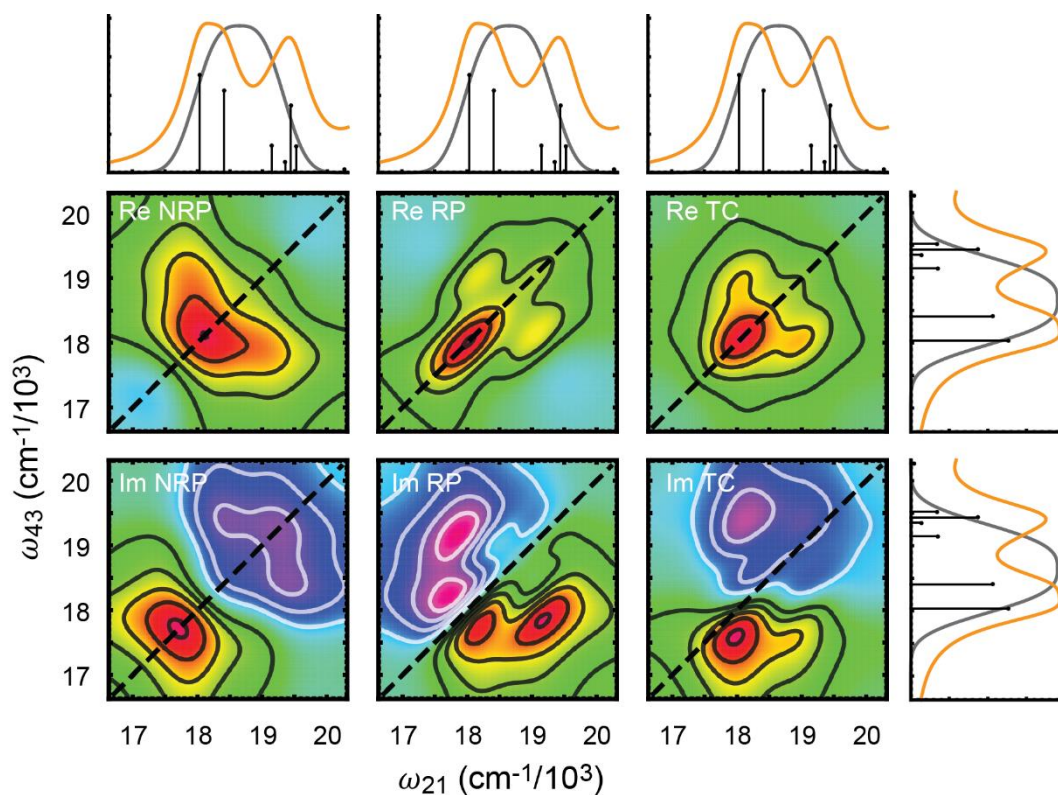 Re NRP
Re RP
Re TC
20
19
18
17
Im NRP
Im RP
Im TC
20
19
18
17
ω43 (cm-1/103)
17 18 19 20 17 18 19 20 17 18 19 20
ω21 (cm-1/103)